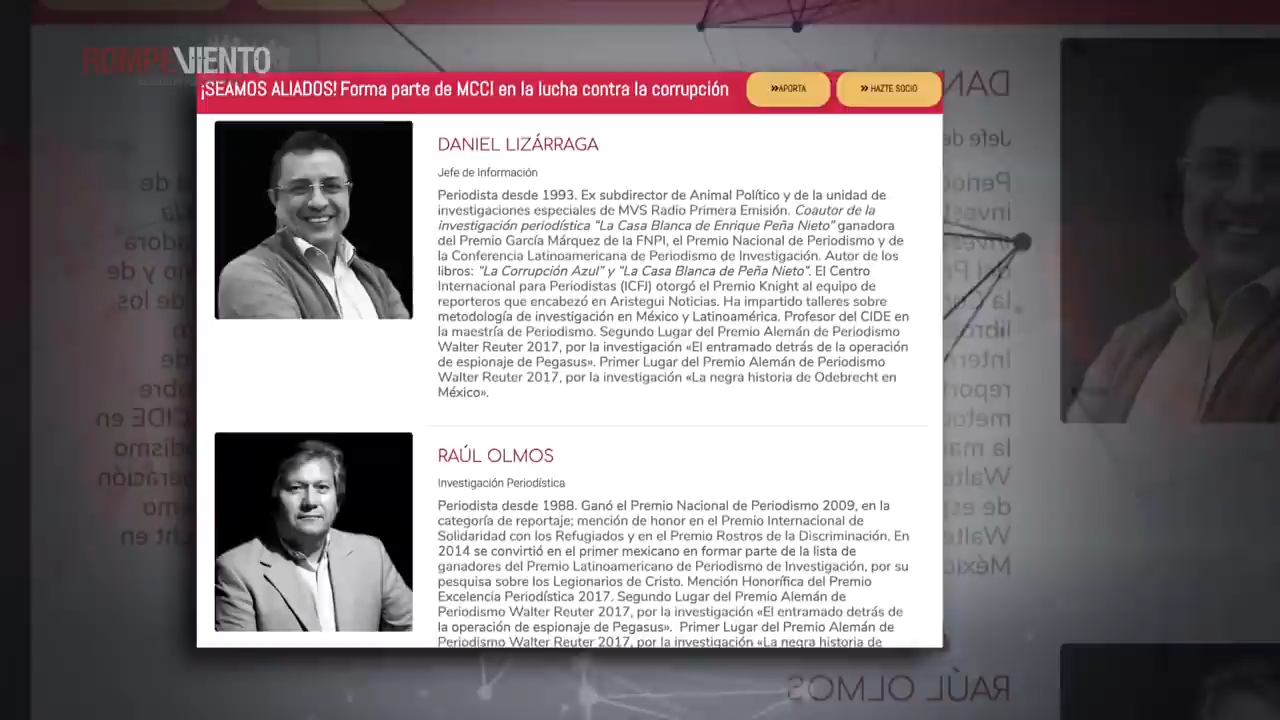 ROMPEVIENTO
¡SEAMOS ALIADOS! Forma parte de MCCI en la lucha contra la corrupción
»APORTA
» HAZTE SOCIO
DANIEL LIZÁRRAGA
Jefe de Información
Periodista desde 1993. Ex subdirector de Animal Político y de la unidad de
investigaciones especiales de MVS Radio Primera Emisión. Coautor de la
investigación periodística “La Casa Blanca de Enrique Peña Nieto” ganadora
del Premio García Márquez de la FNPI, el Premio Nacional de Periodismo y de
la Conferencia Latinoamericana de Periodismo de Investigación. Autor de los
libros: “La Corrupción Azul” y “La Casa Blanca de Peña Nieto”. El Centro
Internacional para Periodistas (ICFJ) otorgó el Premio Knight al equipo de
reporteros que encabezó en Aristegui Noticias. Ha impartido talleres sobre
metodología de investigación en México y Latinoamérica. Profesor del CIDE en
la maestría de Periodismo. Segundo Lugar del Premio Alemán de Periodismo
Walter Reuter 2017, por la investigación «El entramado detrás de la operación
de espionaje de Pegasus». Primer Lugar del Premio Alemán de Periodismo
Walter Reuter 2017, por la investigación «La negra historia de Odebrecht en
México».
RAÚL OLMOS
Investigación Periodística
Periodista desde 1988. Ganó el Premio Nacional de Periodismo 2009, en la
categoría de reportaje; mención de honor en el Premio Internacional de
Solidaridad con los Refugiados y en el Premio Rostros de la Discriminación. En
2014 se convirtió en el primer mexicano en formar parte de la lista de
ganadores del Premio Latinoamericano de Periodismo de Investigación, por su
pesquisa sobre los Legionarios de Cristo. Mención Honorífica del Premio
Excelencia Periodística 2017. Segundo Lugar del Premio Alemán de
Periodismo Walter Reuter 2017, por la investigación «El entramado detrás de
la operación de espionaje de Pegasus». Primer Lugar del Premio Alemán de
Periodismo Walter Reuter 2017, por la investigación «La negra historia de
RAÚL OLMOS